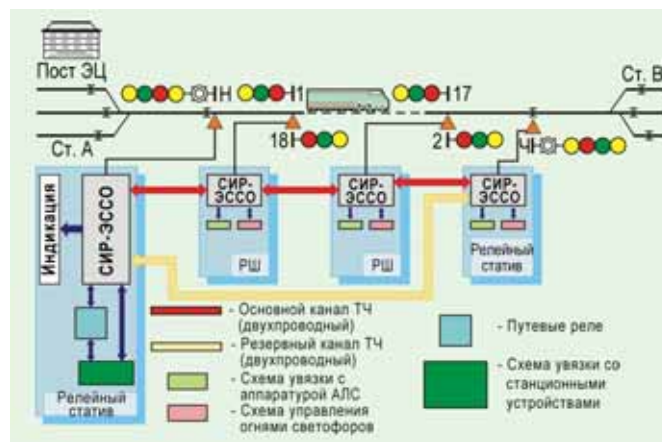 Пост ЭЦ
Н
1
17
Ст. В
Ст. А
18
2
Ч
Индикация
СИР-ЭССО
СИР-
ЭССО
РШ
СИР-
ЭССО
РШ
СИР-
ЭССО
Релейный
статив
Релейный
статив
- Основной канал ТЧ
(двухпроводный)
- Резервный канал ТЧ
(двухпроводный)
- Схема увязки с
аппаратурой АЛС
- Схема управления
огнями светофоров
- Путевые реле
- Схема увязки со
станционными
устройствами